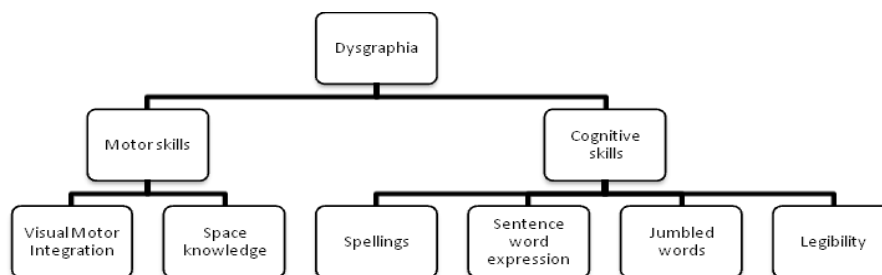 Dysgraphia
Motor skills
Cognitive
skills
Visual Motor
Integration
Space
knowledge
Spellings
Sentence
word
expression
Jumbled
words
Legibility